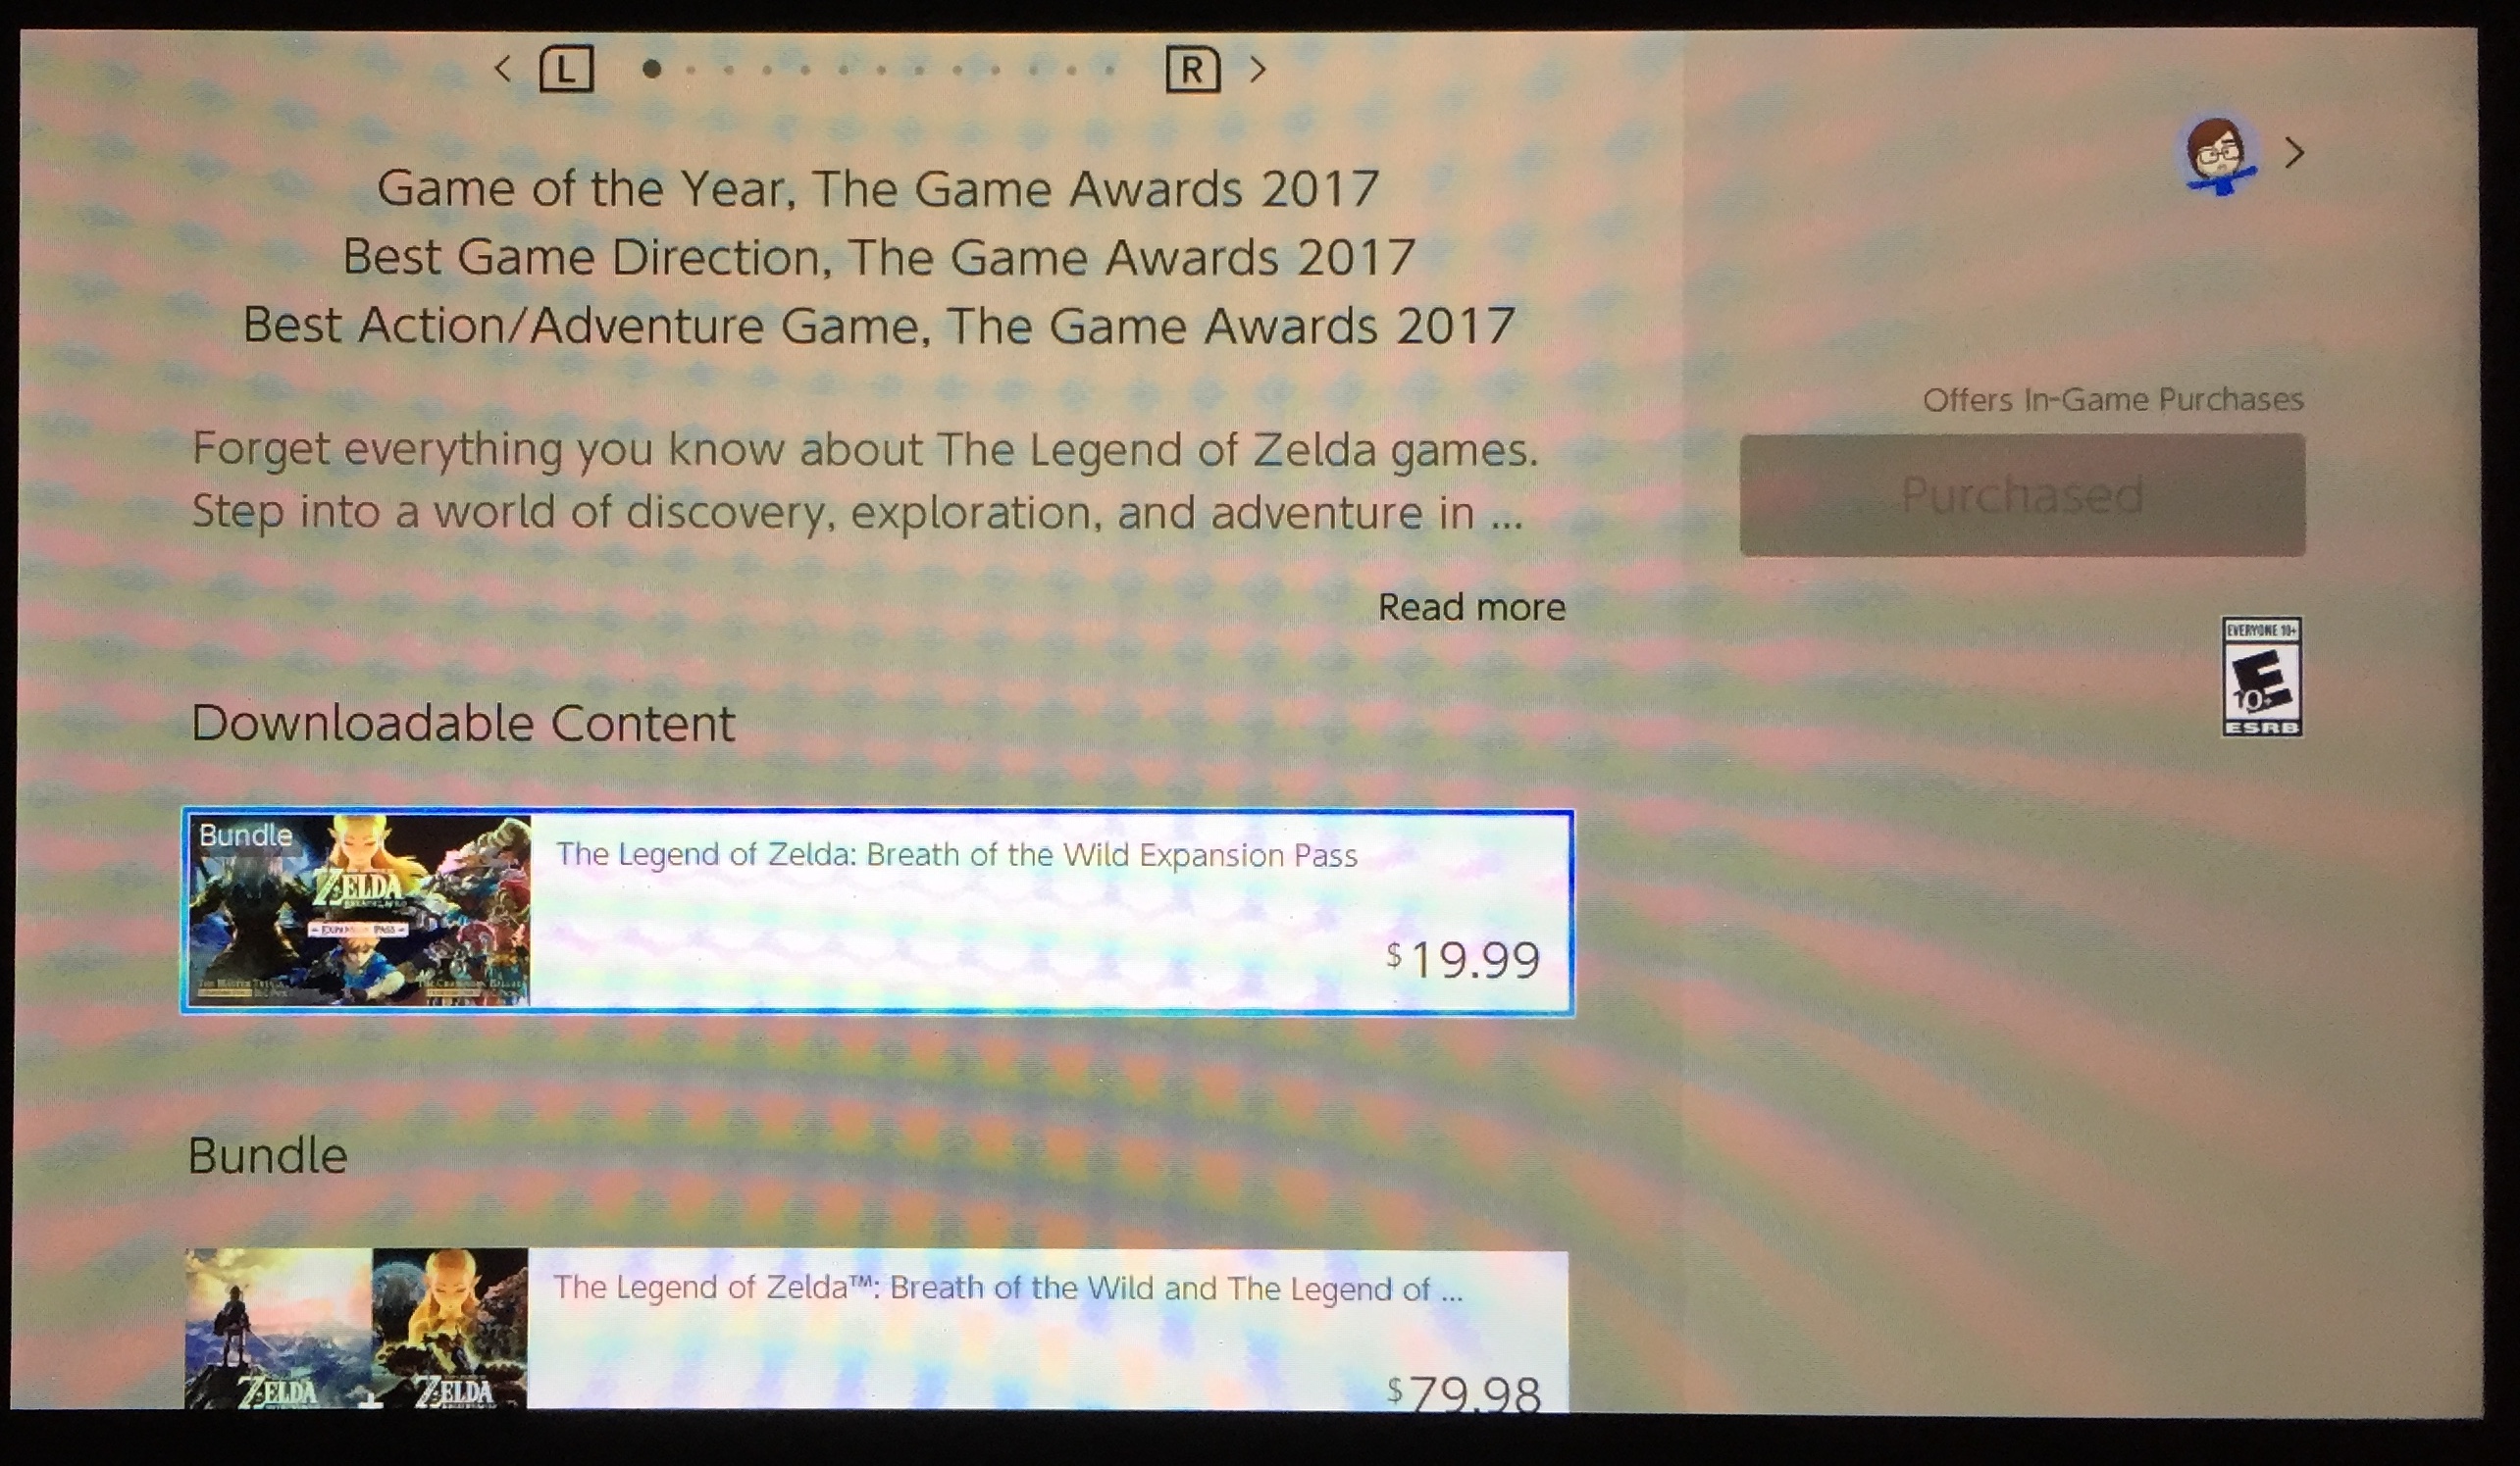 L
R
Game of the Year, The Game Awards 2017
Best Game Direction, The Game Awards 2017
Best Action/Adventure Game, The Game Awards 2017
Forget everything you know about The Legend of Zelda games.
Step into a world of discovery, exploration, and adventure in ...
Read more
Offers In-Game Purchases
Purchased
EVERYONE 10+
E
10+
ESRB
Downloadable Content
Bundle
ZELDA
EXPANSION PASS
The Legend of Zelda: Breath of the Wild Expansion Pass
$19.99
Bundle
ZELDA
+
ZELDA
The Legend of Zelda™: Breath of the Wild and The Legend of ...
$79.98